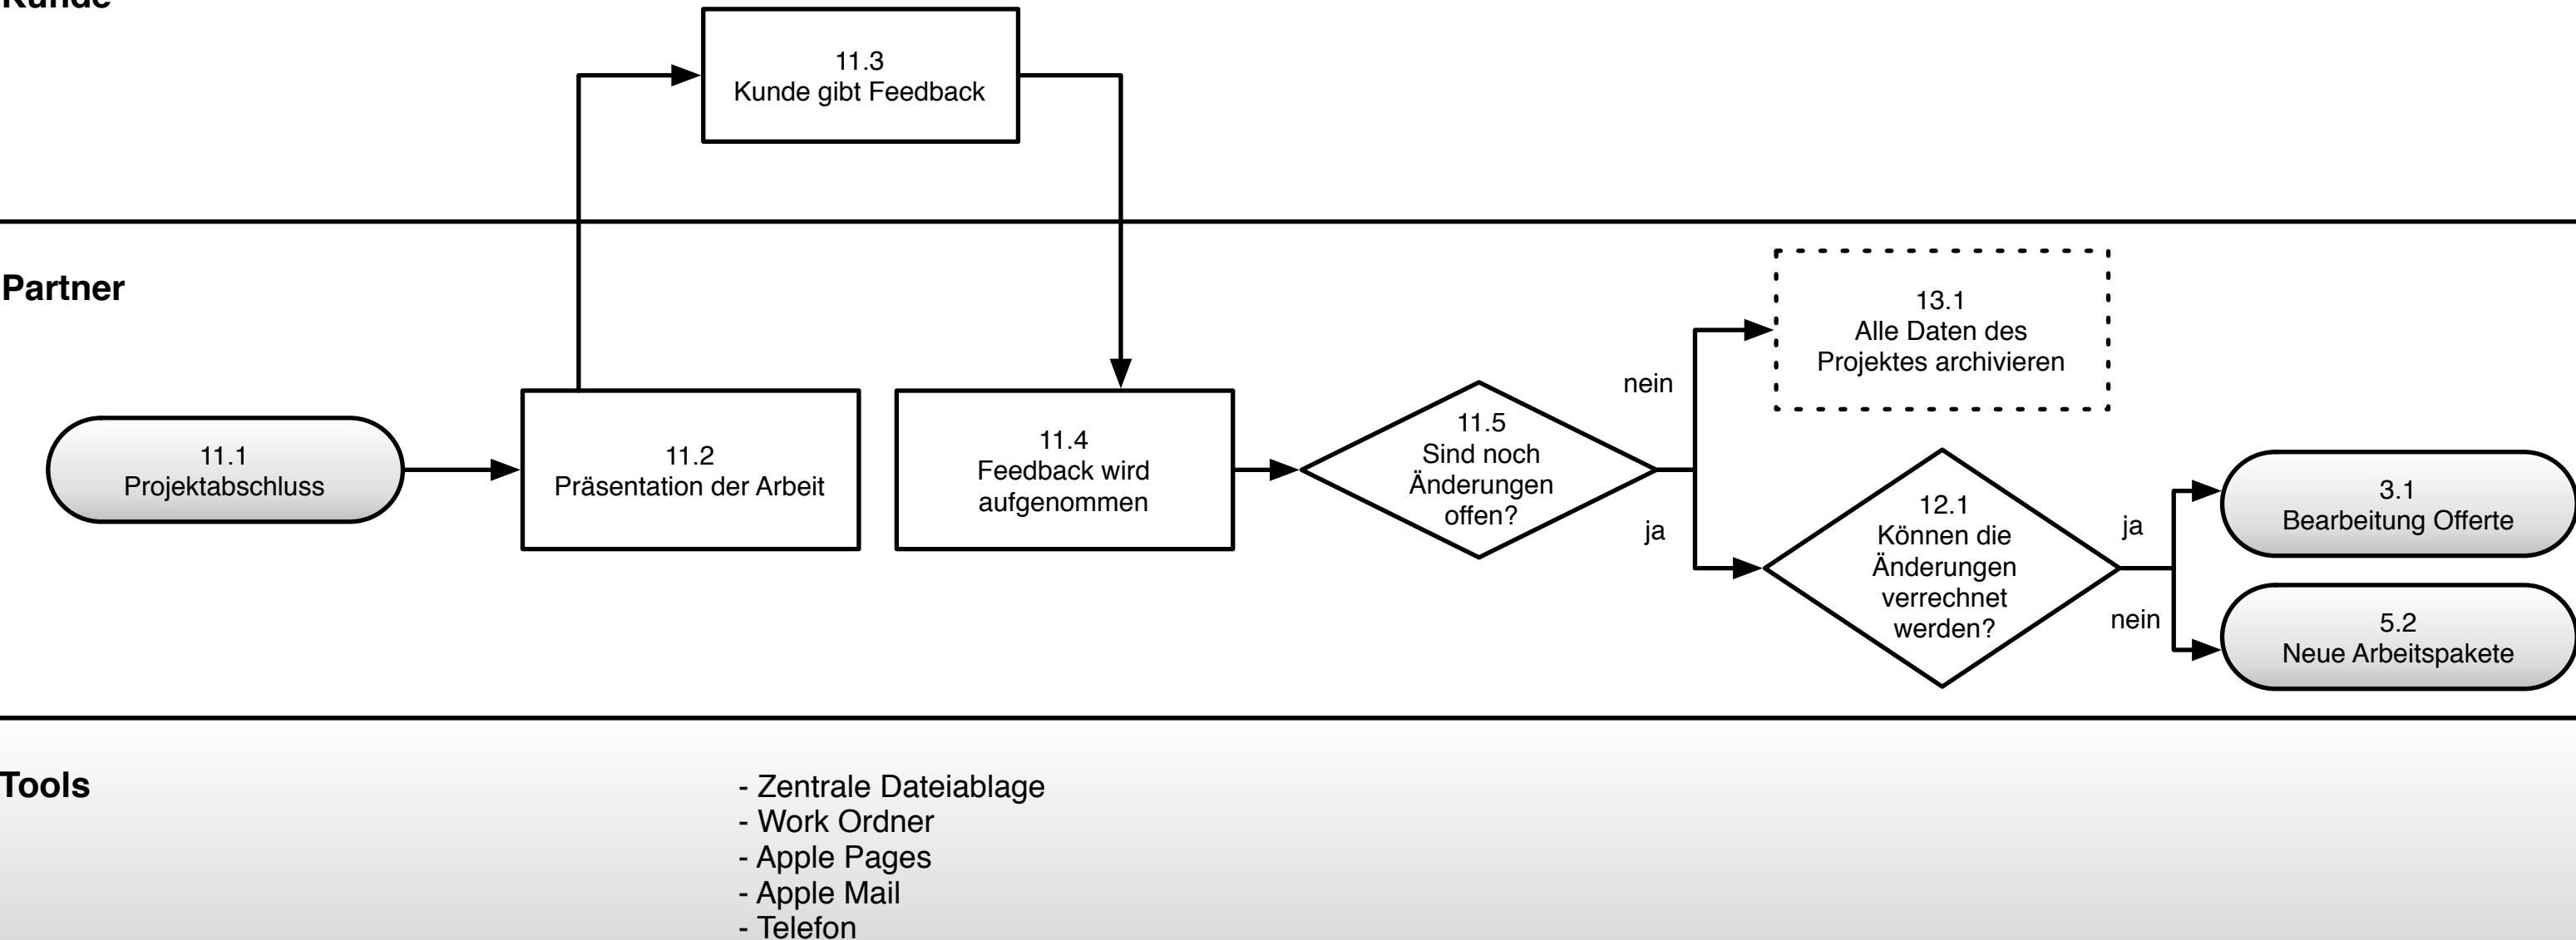 Kunde
11.3
Kunde gibt Feedback
Partner
11.1
Projektabschluss
11.2
Präsentation der Arbeit
11.4
Feedback wird
aufgenommen
11.5
Sind noch
Änderungen
offen?
nein
ja
13.1
Alle Daten des
Projektes archivieren
12.1
Können die
Änderungen
verrechnet
werden?
ja
nein
3.1
Bearbeitung Offerte
5.2
Neue Arbeitspakete
Tools
- Zentrale Dateiablage
- Work Ordner
- Apple Pages
- Apple Mail
- Telefon